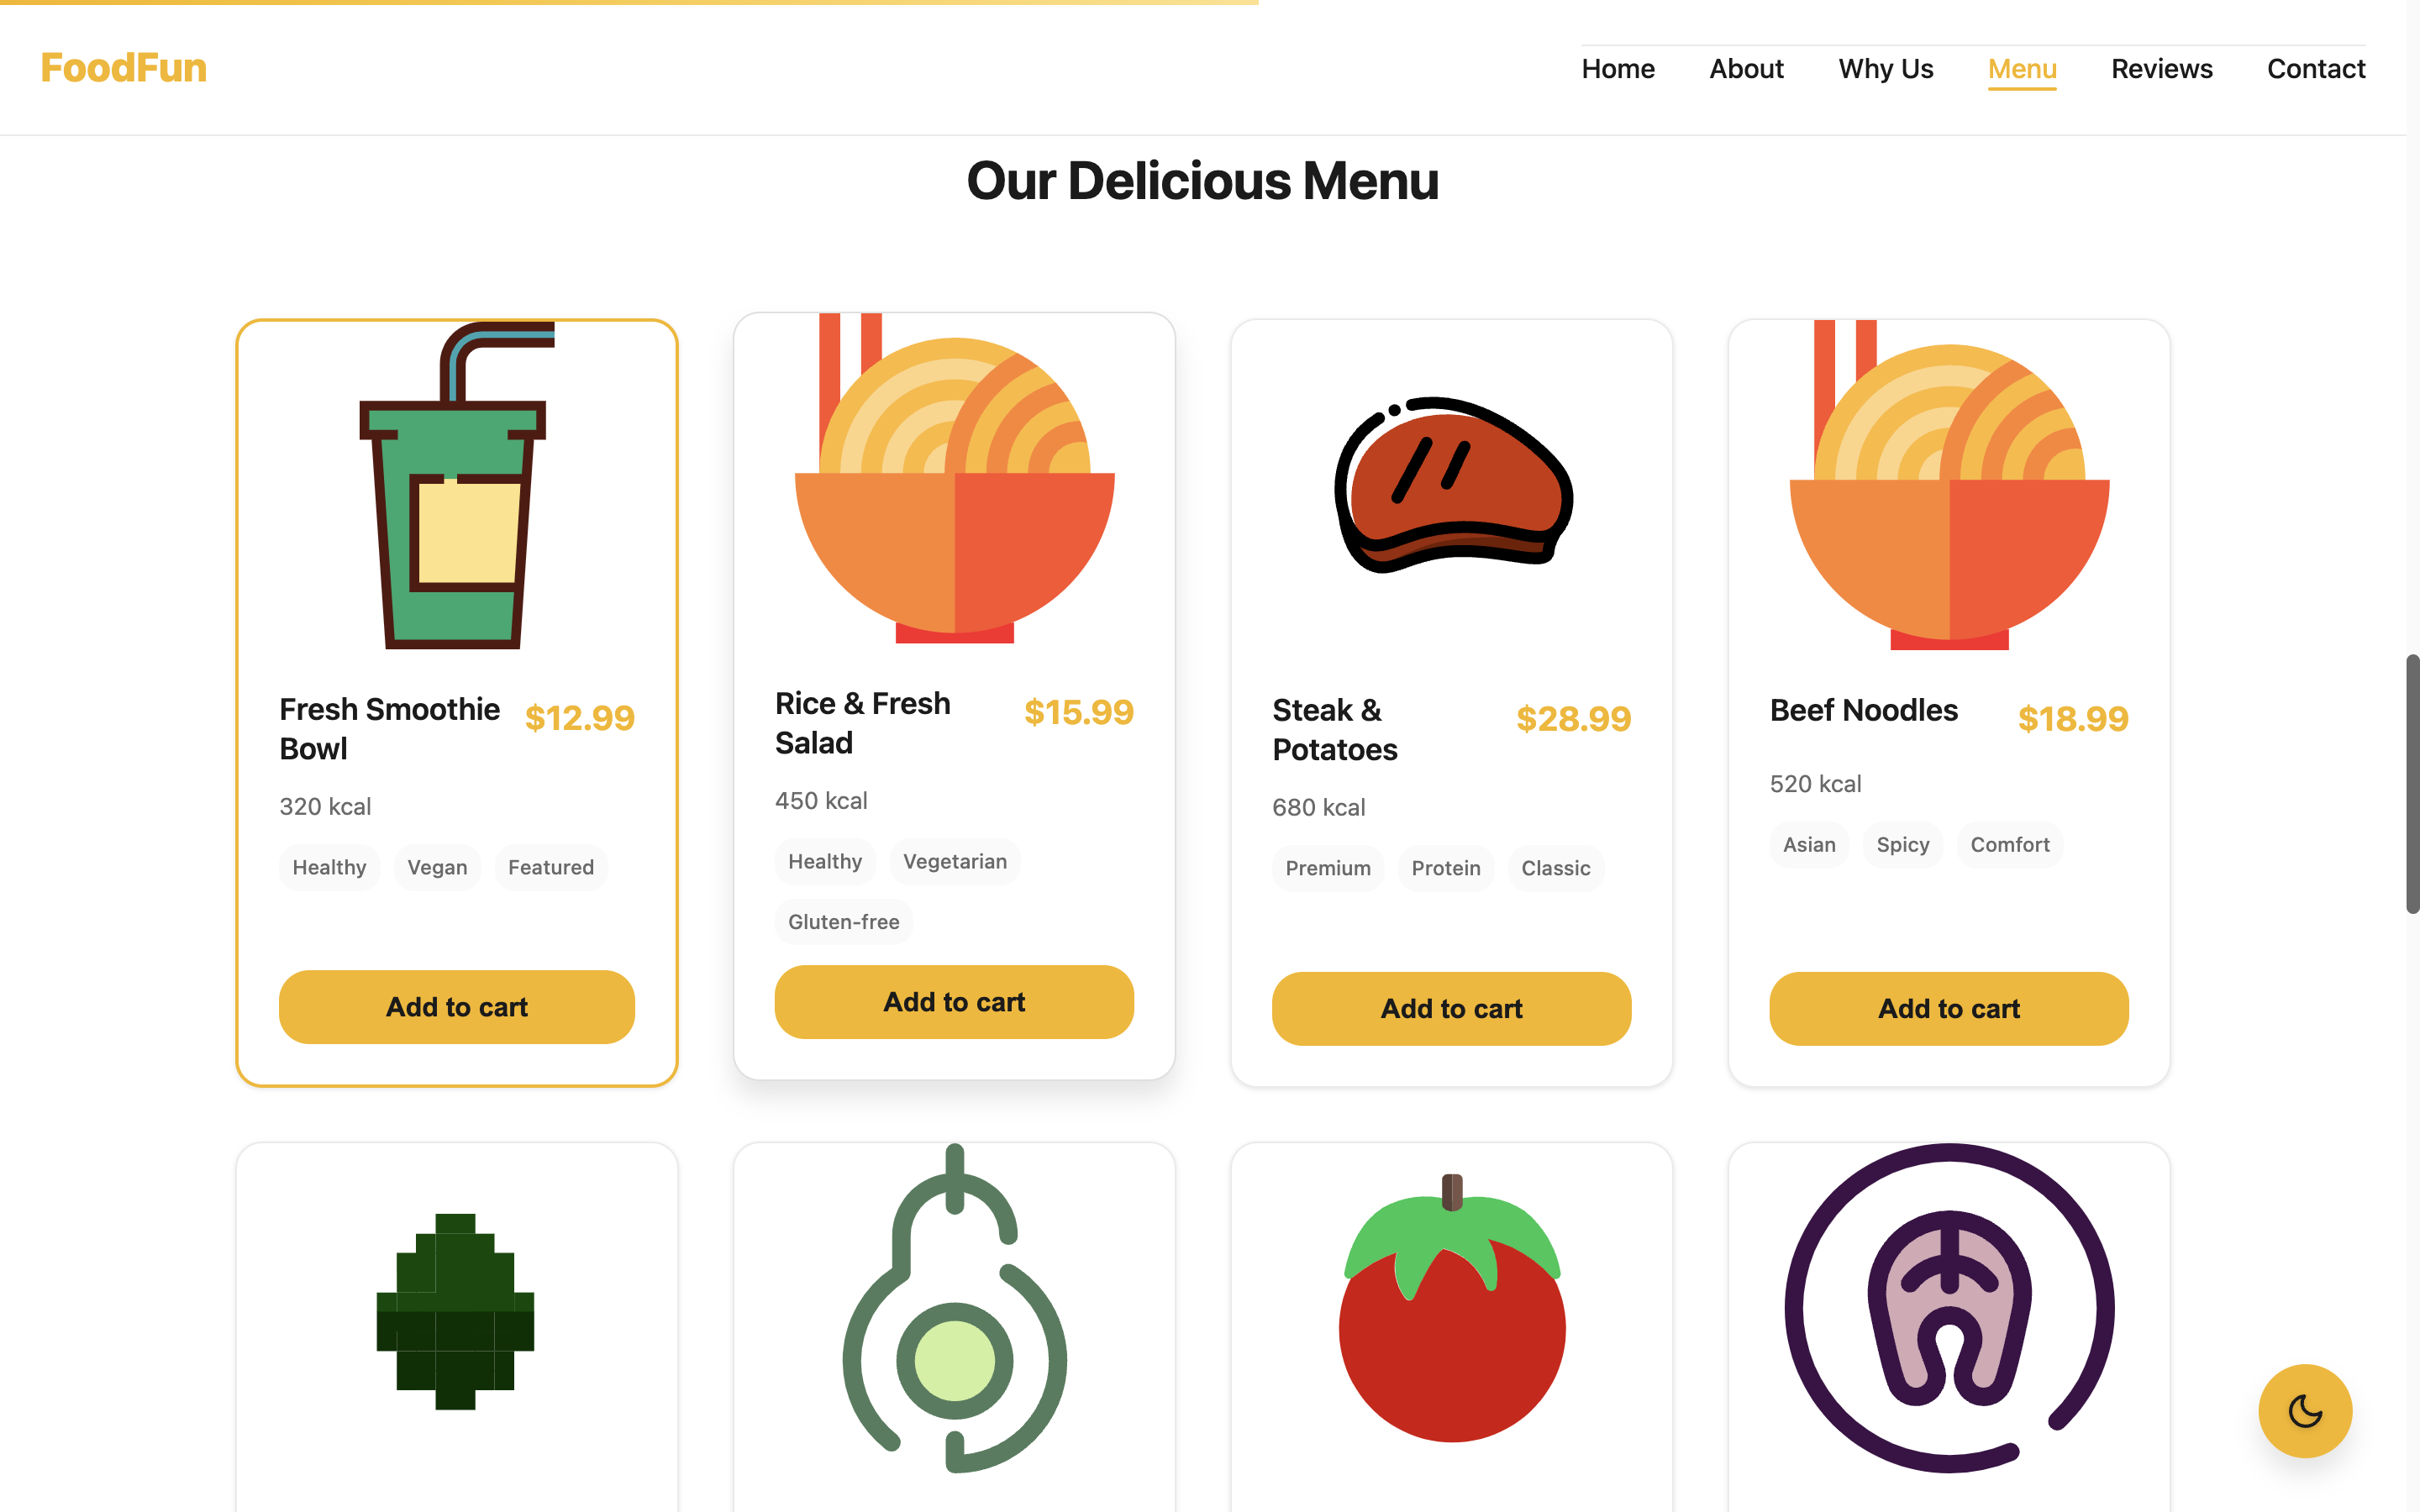 FoodFun
Home About Why Us Menu Reviews Contact
Our Delicious Menu
Fresh Smoothie
Bowl
$12.99
320 kcal
Healthy Vegan Featured
Add to cart
Rice & Fresh
Salad
$15.99
450 kcal
Healthy Vegetarian
Gluten-free
Add to cart
Steak &
Potatoes
$28.99
680 kcal
Premium Protein Classic
Add to cart
Beef Noodles
$18.99
520 kcal
Asian Spicy Comfort
Add to cart